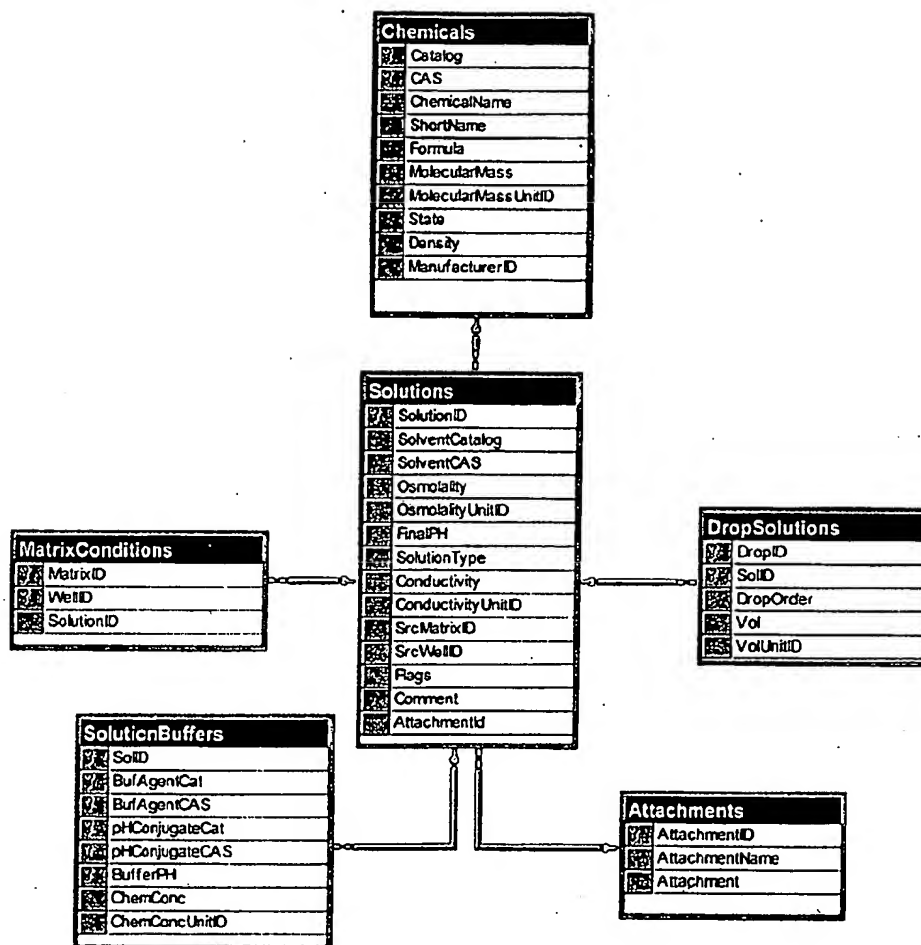 Chemicals
Catalog
CAS
ChemicalName
ShortName
Formula
MolecularMass
MolecularMassUnitID
State
Density
ManufacturerID
Solutions
SolutionID
SolventCatalog
SolventCAS
Osmolality
OsmolalityUnitID
FinalPH
SolutionType
Conductivity
ConductivityUnitID
SrcMatrixID
SrcWellID
Flags
Comment
AttachmentId
MatrixConditions
MatrixID
WellID
SolutionID
DropSolutions
DropID
SolID
DropOrder
Vol
VolUnitID
SolutionBuffers
SolID
BufAgentCat
BufAgentCAS
pHConjugateCat
pHConjugateCAS
BufferPH
ChemConc
ChemConcUnitID
Attachments
AttachmentID
AttachmentName
Attachment